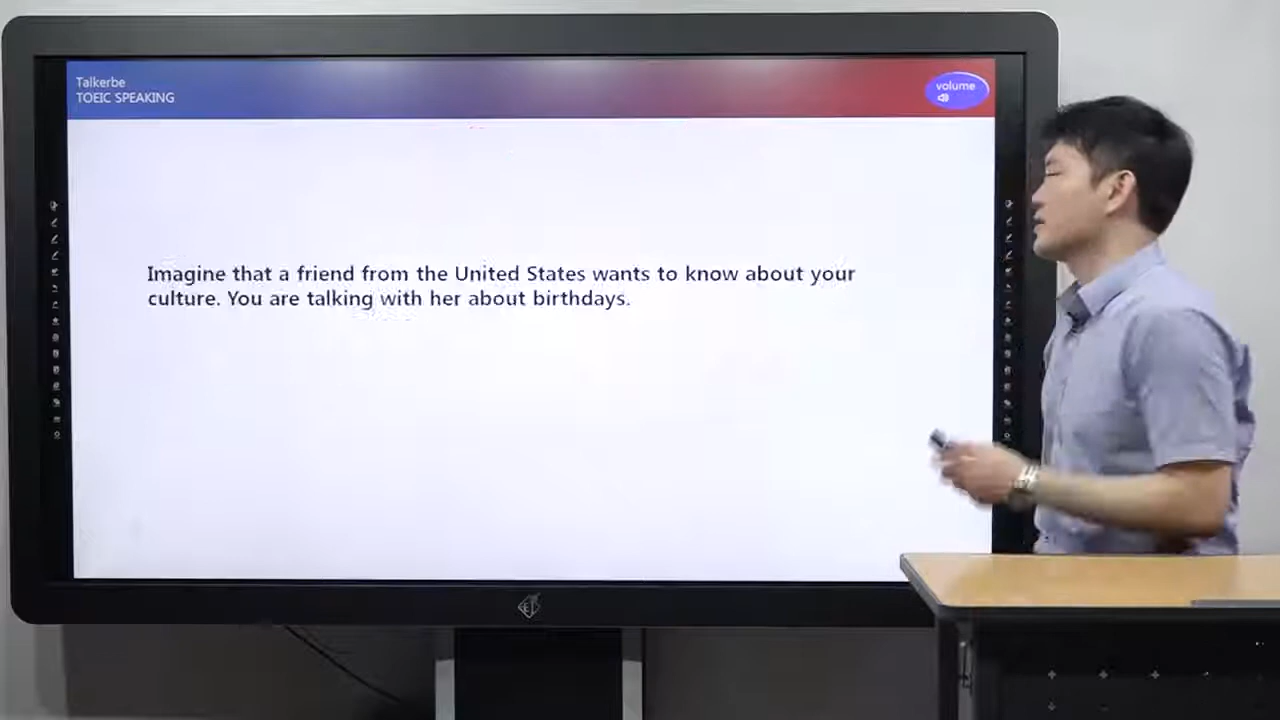 Talkerbe
TOEIC SPEAKING
volume
Imagine that a friend from the United States wants to know about your
culture. You are talking with her about birthdays.